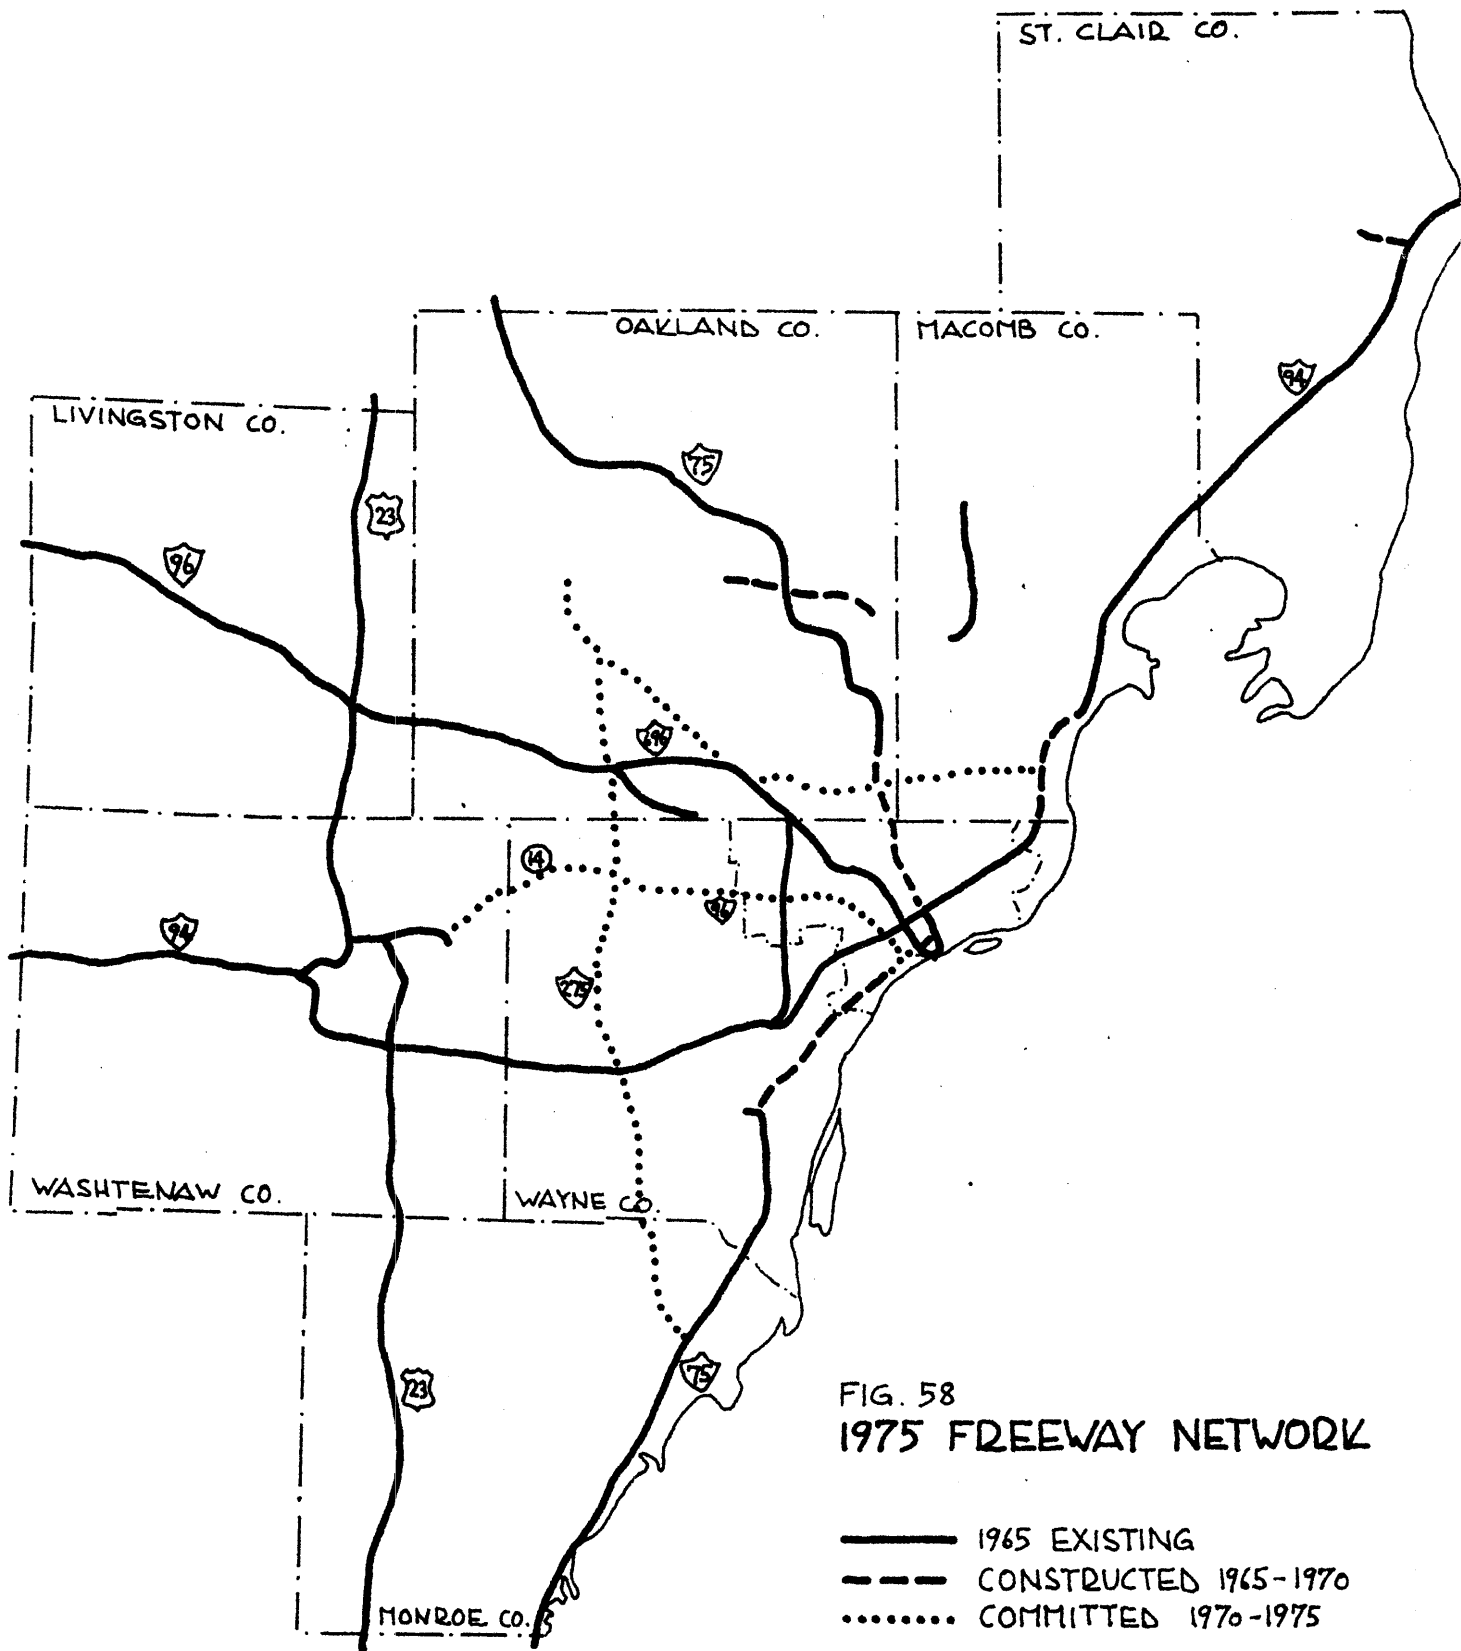 ST. CLAIR CO.
OAKLAND CO.
MACOMB CO.
94
LIVINGSTON CO.
75
23
96
696
14
96
94
275
WASHTENAW CO.
WAYNE CO.
75
23
FIG. 58
1975 FREEWAY NETWORK
1965 EXISTING
CONSTRUCTED 1965-1970
COMMITTED 1970-1975
MONROE CO.